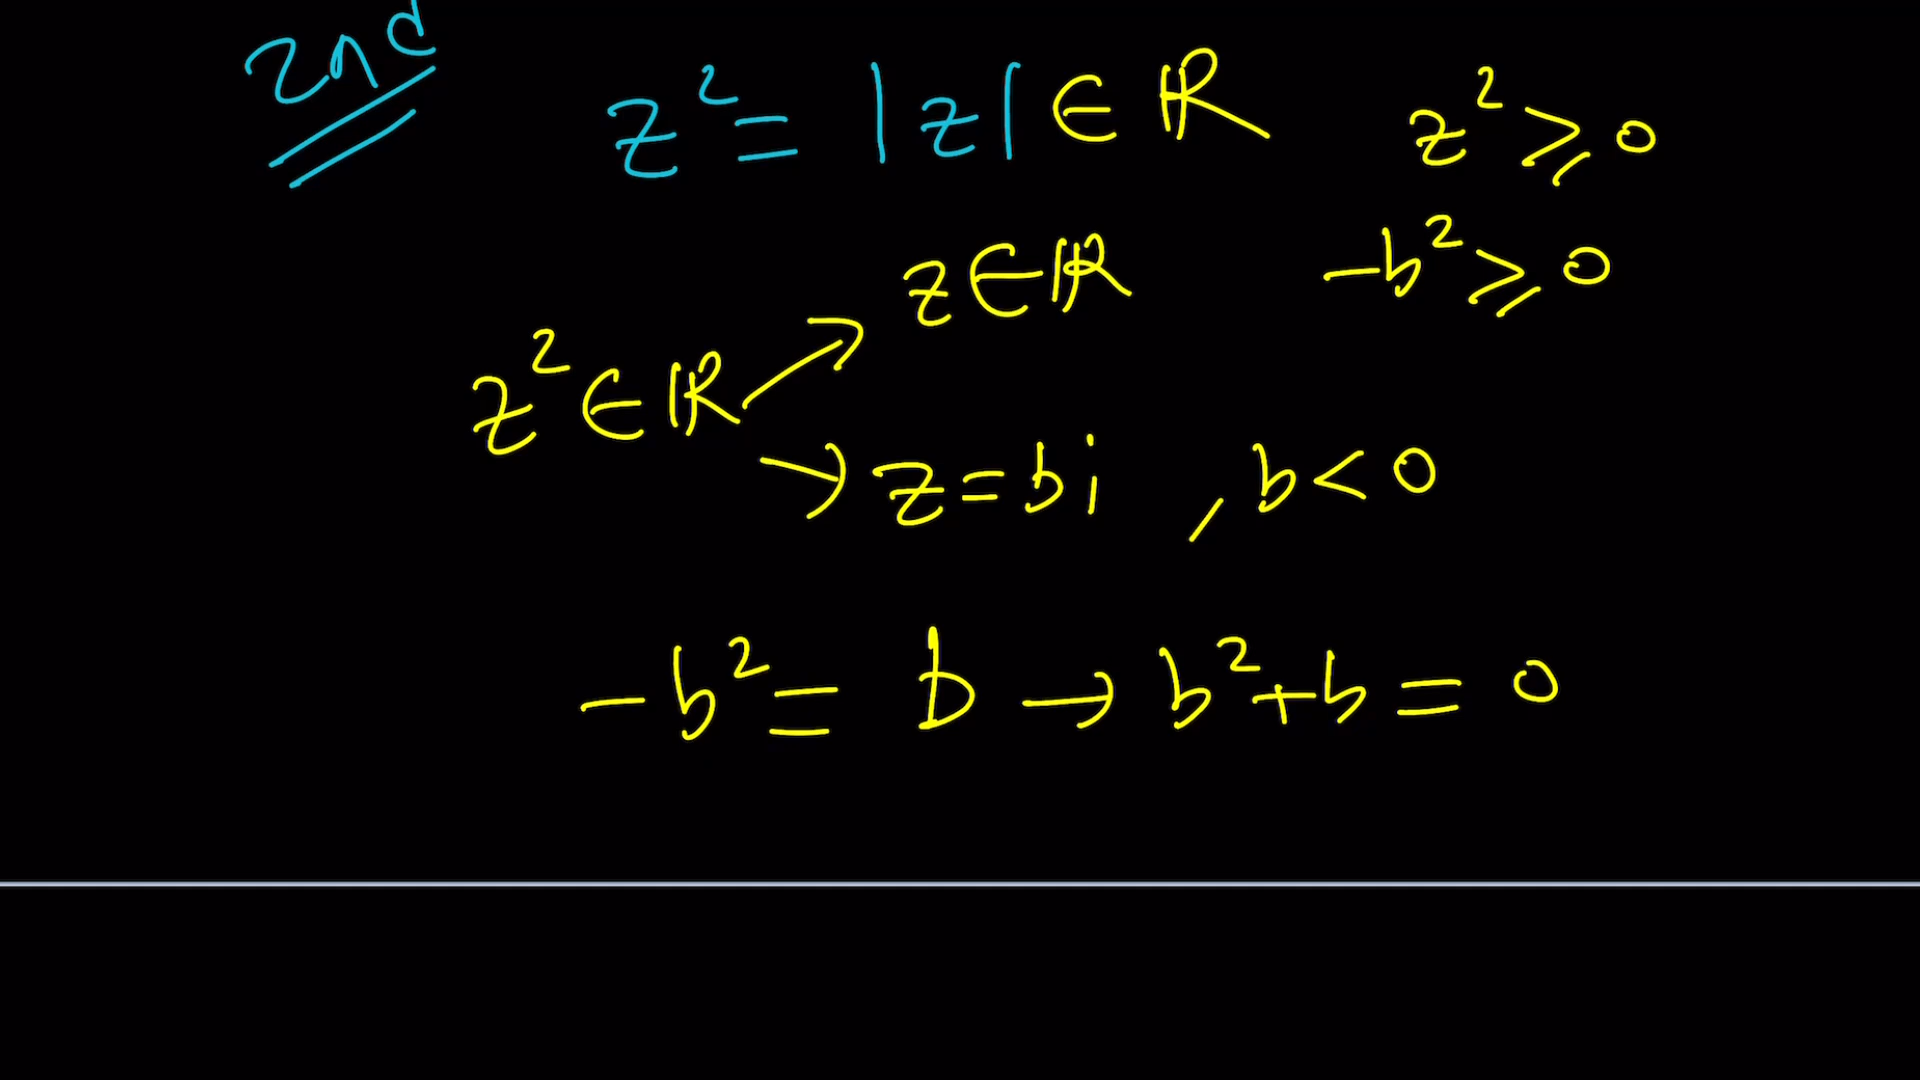 2nd
z² = |z| ∈ ℝ z² ⩾ 0
z ∈ ℝ -b² ⩾ 0
z² ∈ ℝ ↗
→ z = bi , b < 0
-b² = b → b² + b = 0